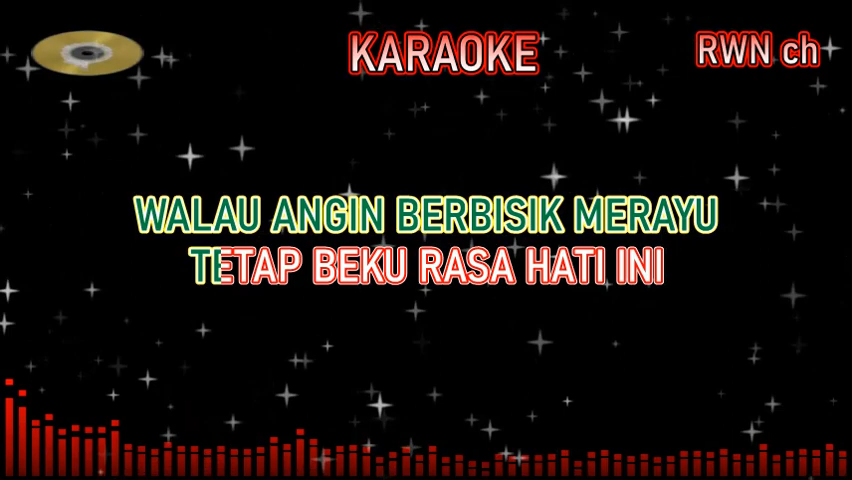 KARAOKE
RWN ch
WALAU ANGIN BERBISIK MERAYU
TETAP BEKU RASA HATI INI